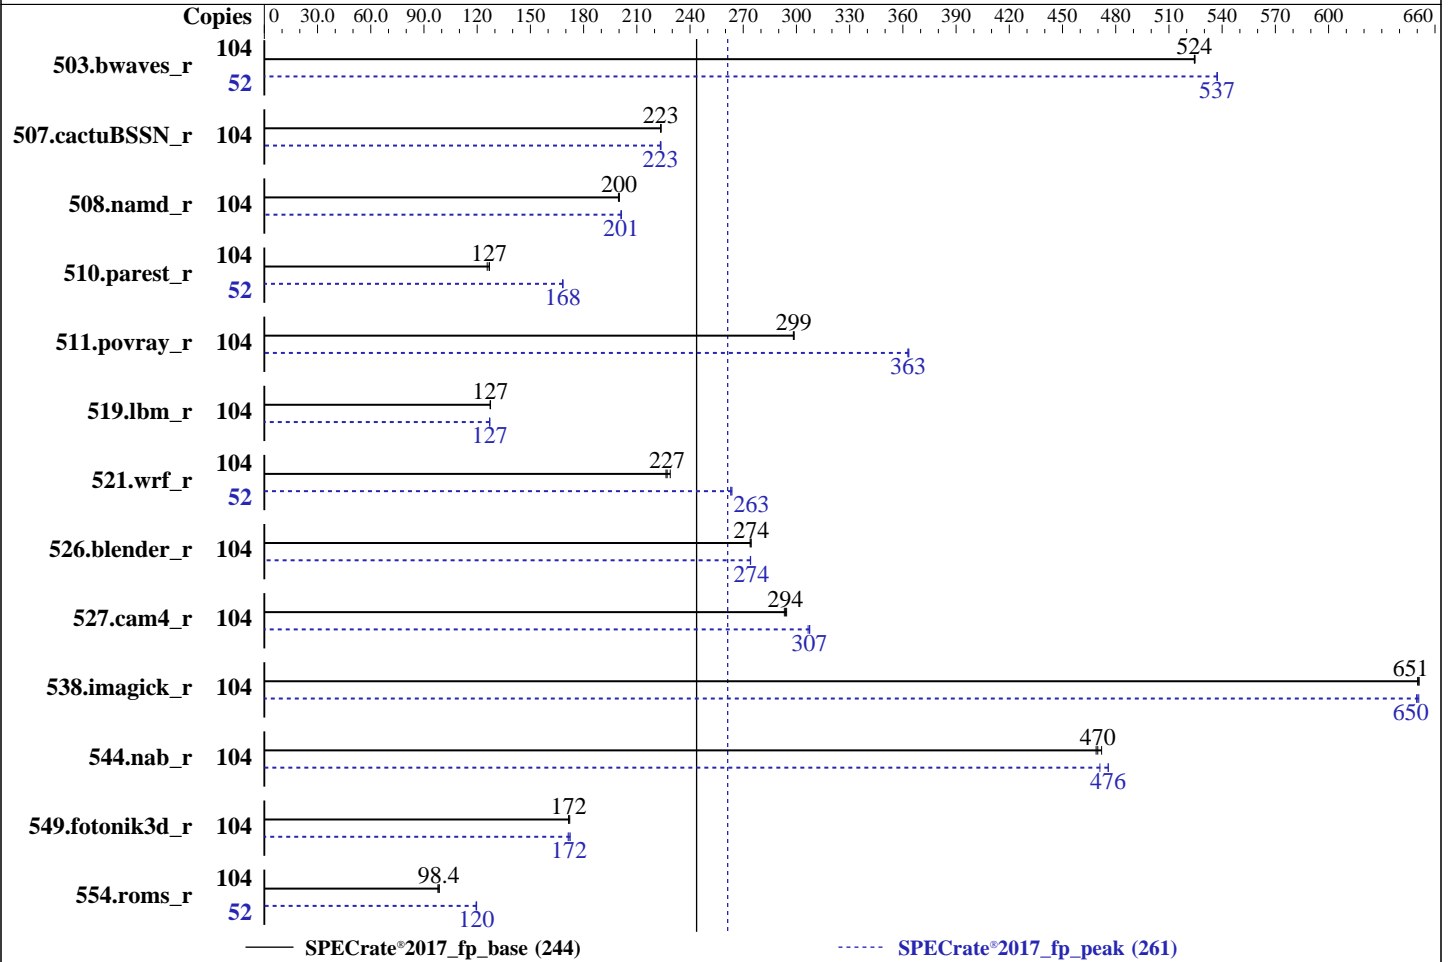 Copies 0 30.0 60.0 90.0 120 150 180 210 240 270 300 330 360 390 420 450 480 510 540 570 600 660
503.bwaves_r 104 524
52 537
507.cactuBSSN_r 104 223
223
508.namd_r 104 200
201
510.parest_r 104 127
52 168
511.povray_r 104 299
363
519.lbm_r 104 127
127
521.wrf_r 104 227
52 263
526.blender_r 104 274
274
527.cam4_r 104 294
307
538.imagick_r 104 651
650
544.nab_r 104 470
476
549.fotonik3d_r 104 172
172
554.roms_r 104 98.4
52 120
SPECrate®2017_fp_base (244) SPECrate®2017_fp_peak (261)